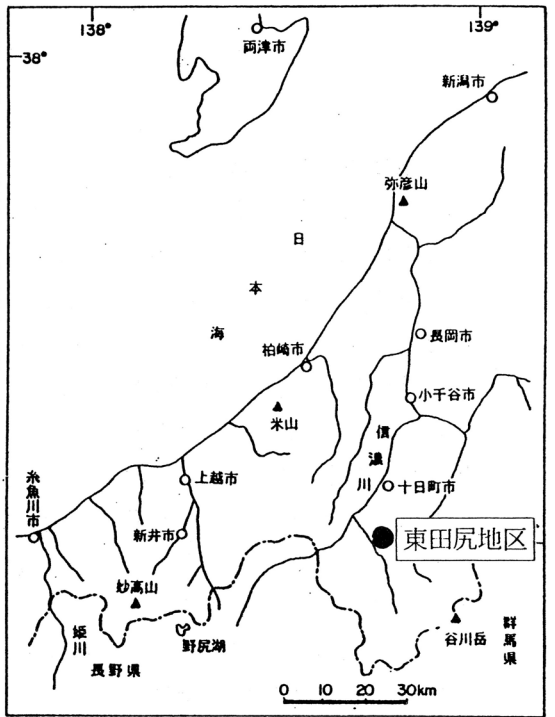 138°
139°
38°
両津市
新潟市
弥彦山
日本海
長岡市
柏崎市
小千谷市
米山
信濃川
糸魚川市
上越市
十日町市
新井市
東田尻地区
妙高山
姫川
野尻湖
谷川岳
群馬県
長野県
0 10 20 30km